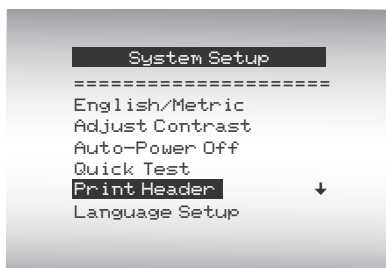 System Setup
=====================
English/Metric
Adjust Contrast
Auto-Power Off
Quick Test
Print Header ↓
Language Setup